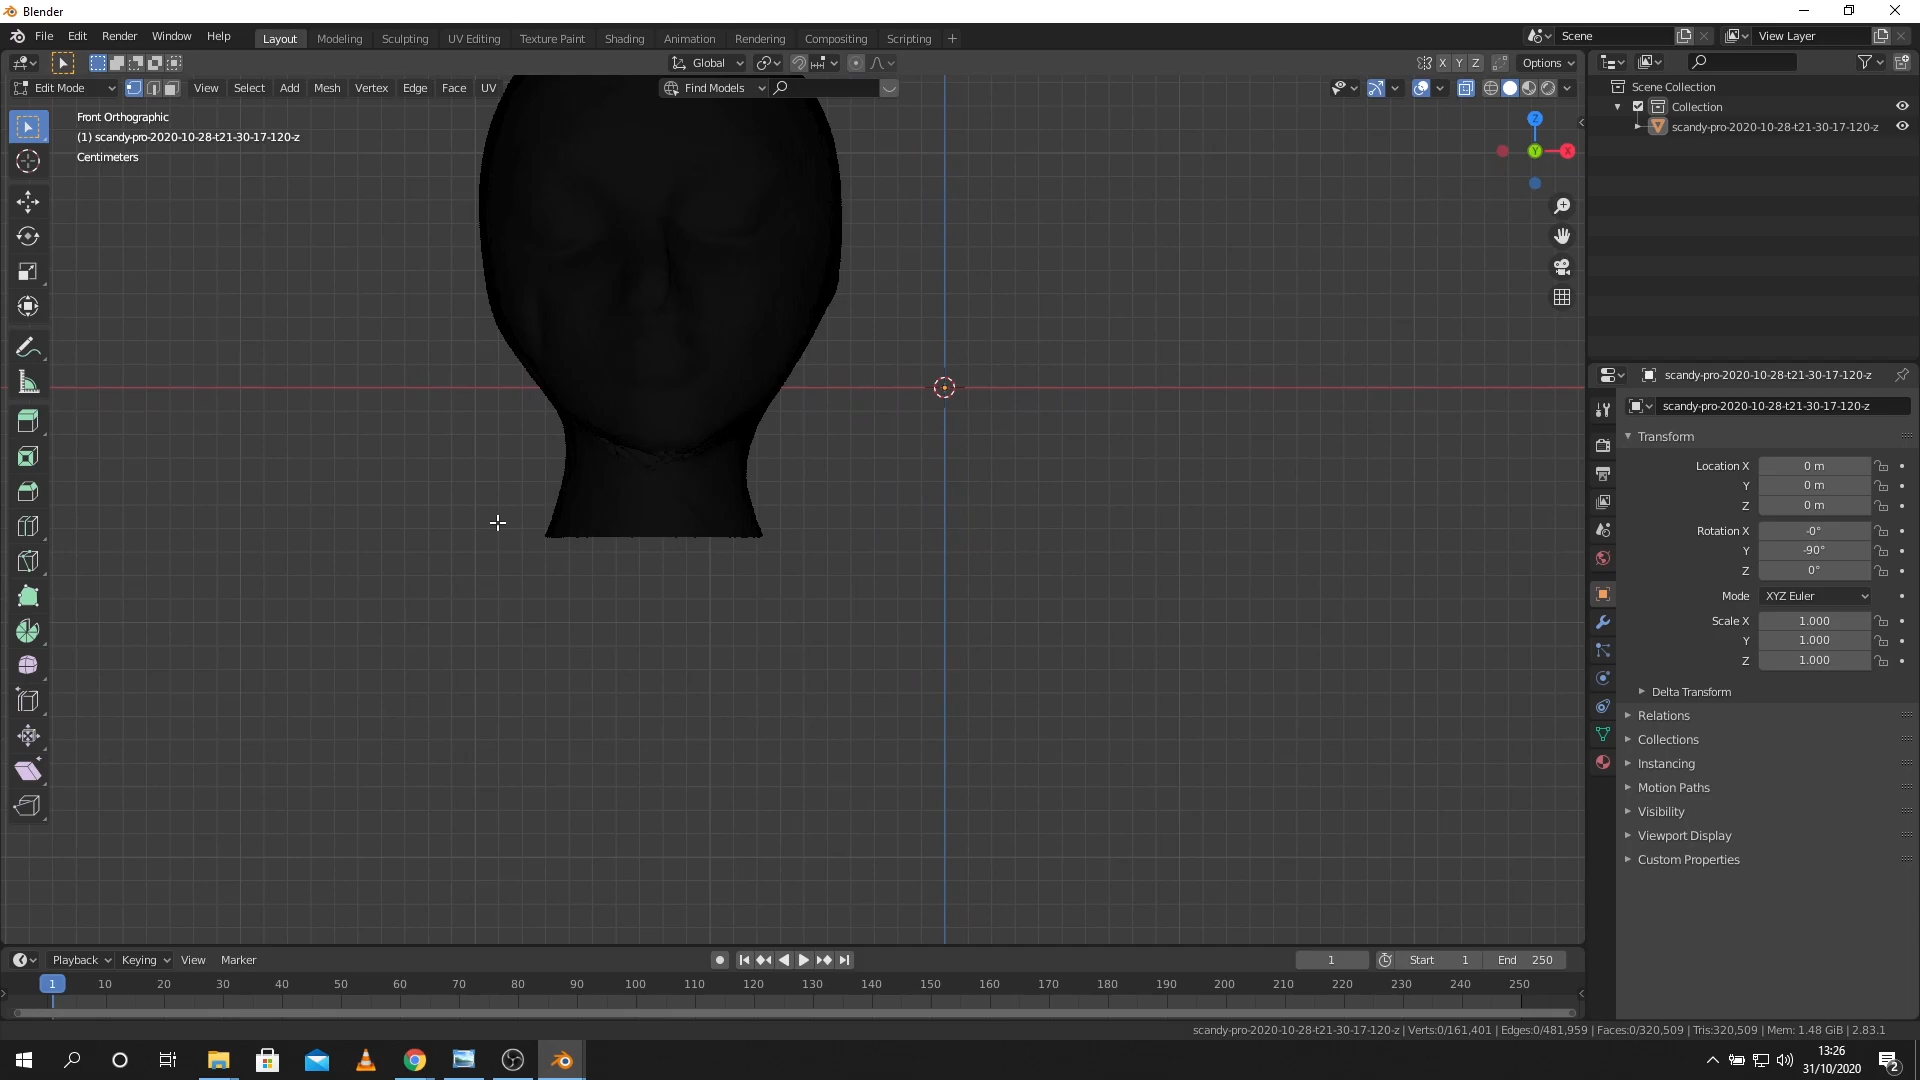 Blender
File Edit Render Window Help
Layout Modeling Sculpting UV Editing Texture Paint Shading Animation Rendering Compositing Scripting +
Scene
View Layer
Global
X Y Z Options
Edit Mode View Select Add Mesh Vertex Edge Face UV
Find Models
Front Orthographic
(1) scandy-pro-2020-10-28-t21-30-17-120-z
Centimeters
Z
Y X
Scene Collection
Collection
scandy-pro-2020-10-28-t21-30-17-120-z
scandy-pro-2020-10-28-t21-30-17-120-z
scandy-pro-2020-10-28-t21-30-17-120-z
Transform
Location X 0 m
Y 0 m
Z 0 m
Rotation X -0°
Y -90°
Z 0°
Mode XYZ Euler
Scale X 1.000
Y 1.000
Z 1.000
Delta Transform
Relations
Collections
Instancing
Motion Paths
Visibility
Viewport Display
Custom Properties
Playback Keying View Marker
1 Start 1 End 250
1 10 20 30 40 50 60 70 80 90 100 110 120 130 140 150 160 170 180 190 200 210 220 230 240 250
scandy-pro-2020-10-28-t21-30-17-120-z | Verts:0/161,401 | Edges:0/481,959 | Faces:0/320,509 | Tris:320,509 | Mem: 1.48 GiB | 2.83.1
13:26
31/10/2020
2